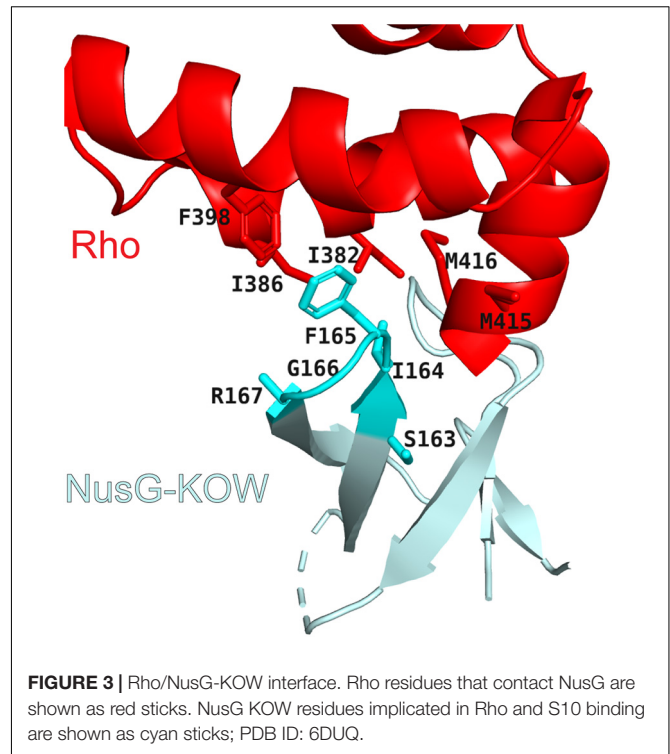 F398
Rho
I382
I386
M416
M415
F165
G166
I164
R167
S163
NusG-KOW
FIGURE 3 | Rho/NusG-KOW interface. Rho residues that contact NusG are
shown as red sticks. NusG KOW residues implicated in Rho and S10 binding
are shown as cyan sticks; PDB ID: 6DUQ.